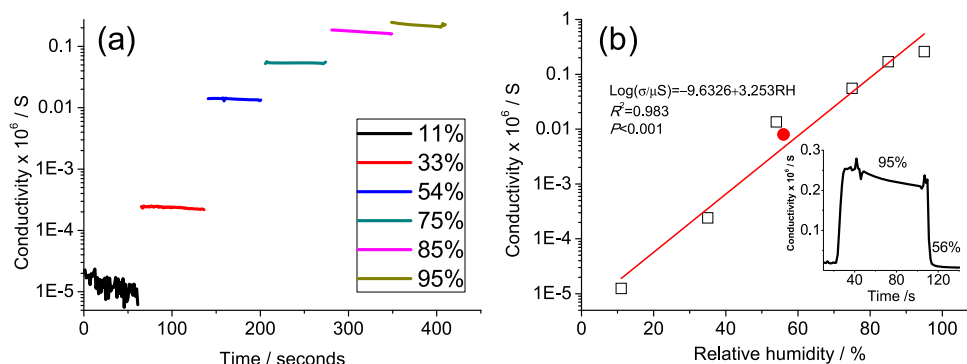 (a)
Conductivity x 10⁶ / S
0.1
0.01
1E-3
1E-4
1E-5
0
100
200
300
400
Time / seconds
11%
33%
54%
75%
85%
95%
(b)
Conductivity x 10⁶ / S
1
0.1
0.01
1E-3
1E-4
1E-5
0
20
40
60
80
100
Relative humidity / %
Log(σ/μS)=−9.6326+3.253RH
R²=0.983
P<0.001
Conductivity x 10⁶ / S
0.3
0.2
0.1
40
80
120
Time /s
95%
56%